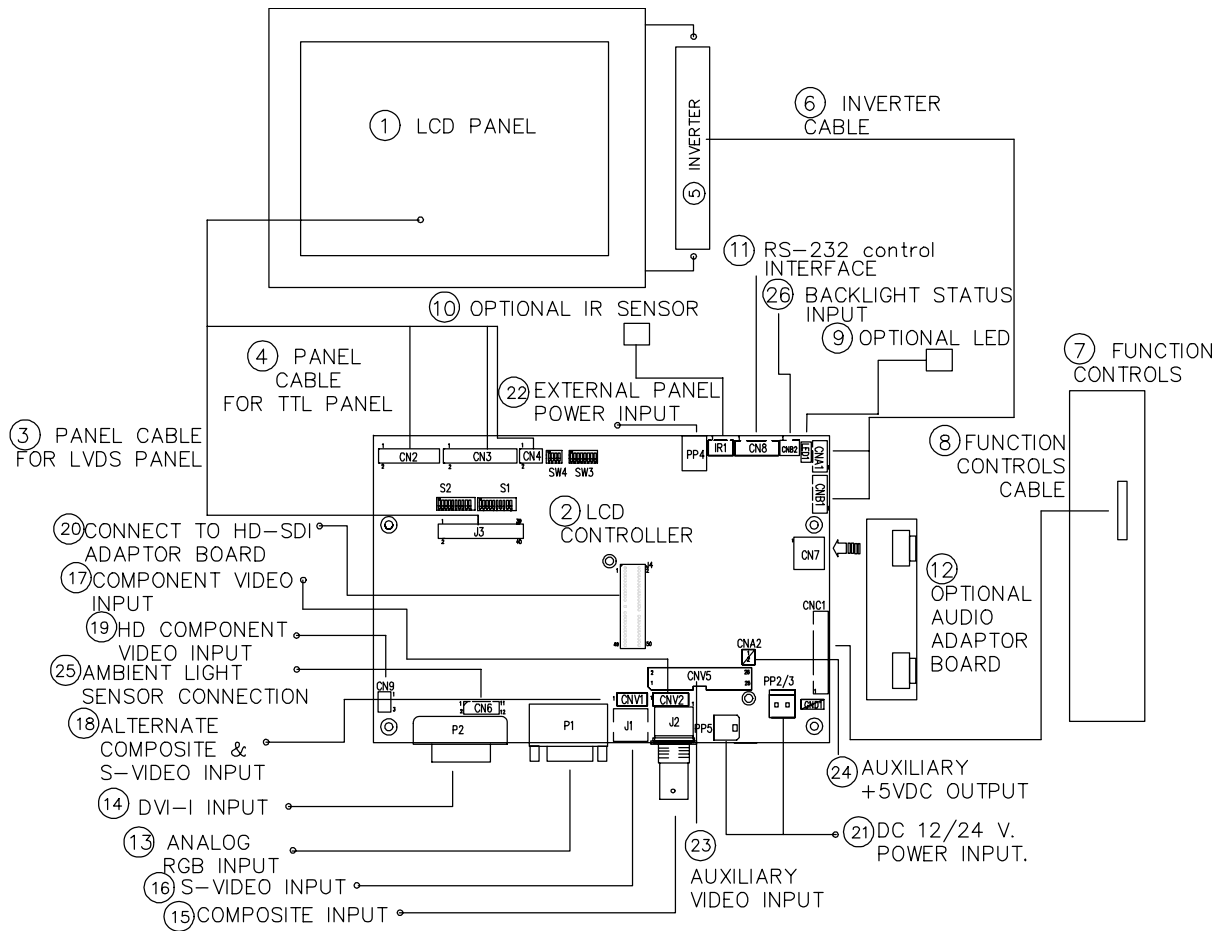 1 LCD PANEL
5 INVERTER
6 INVERTER
CABLE
11 RS-232 control
INTERFACE
26 BACKLIGHT STATUS
INPUT
10 OPTIONAL IR SENSOR
9 OPTIONAL LED
7 FUNCTION
CONTROLS
4 PANEL
CABLE
FOR TTL PANEL
22 EXTERNAL PANEL
POWER INPUT
3 PANEL CABLE
FOR LVDS PANEL
8 FUNCTION
CONTROLS
CABLE
CN2
CN3
CN4
SW4
SW3
PP4
IR1
CN8
CNB2
LED1
CNA1
CNB1
S2
S1
J3
2 LCD
CONTROLLER
20 CONNECT TO HD-SDI
ADAPTOR BOARD
CN7
J4
17 COMPONENT VIDEO
INPUT
12
OPTIONAL
AUDIO
ADAPTOR
BOARD
19 HD COMPONENT
VIDEO INPUT
CNC1
CNA2
25 AMBIENT LIGHT
SENSOR CONNECTION
CN9
CN6
CNV5
CNV1
CNV2
PP2/3
GND1
18 ALTERNATE
COMPOSITE &
S-VIDEO INPUT
P2
P1
J1
J2
PP5
14 DVI-I INPUT
24 AUXILIARY
+5VDC OUTPUT
13 ANALOG
RGB INPUT
21 DC 12/24 V.
POWER INPUT.
23
AUXILIARY
VIDEO INPUT
16 S-VIDEO INPUT
15 COMPOSITE INPUT